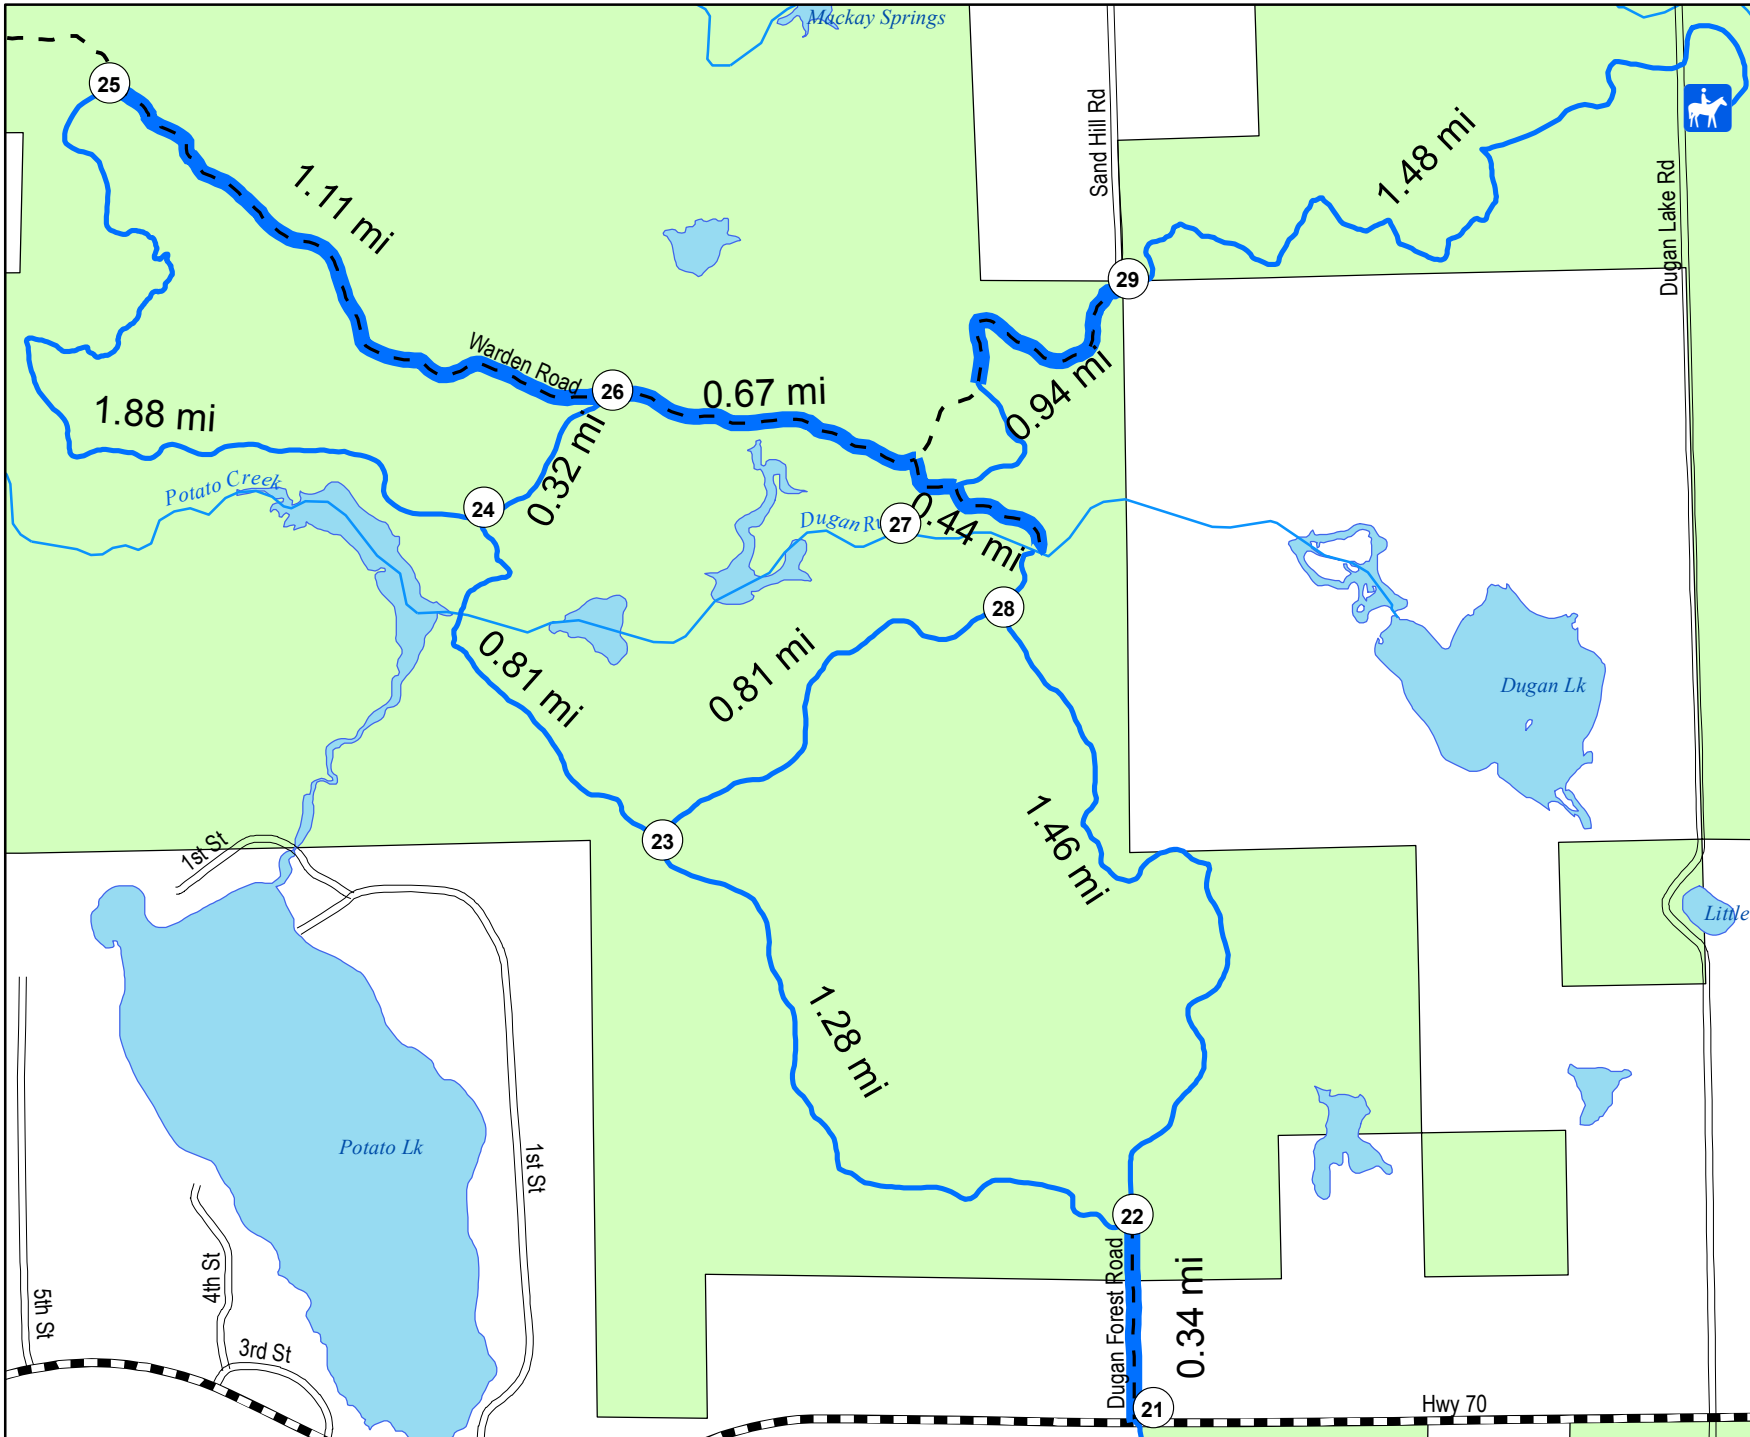 Mackay Springs
25
Sand Hill Rd
1.48 mi
Dugan Lake Rd
1.11 mi
29
Warden Road
26
0.67 mi
0.94 mi
1.88 mi
0.32 mi
Potato Creek
24
Dugan Ru
27
0.44 mi
28
0.81 mi
0.81 mi
Dugan Lk
23
1.46 mi
1st St
Little
1.28 mi
Potato Lk
1st St
22
4th St
5th St
3rd St
Dugan Forest Road
0.34 mi
21
Hwy 70